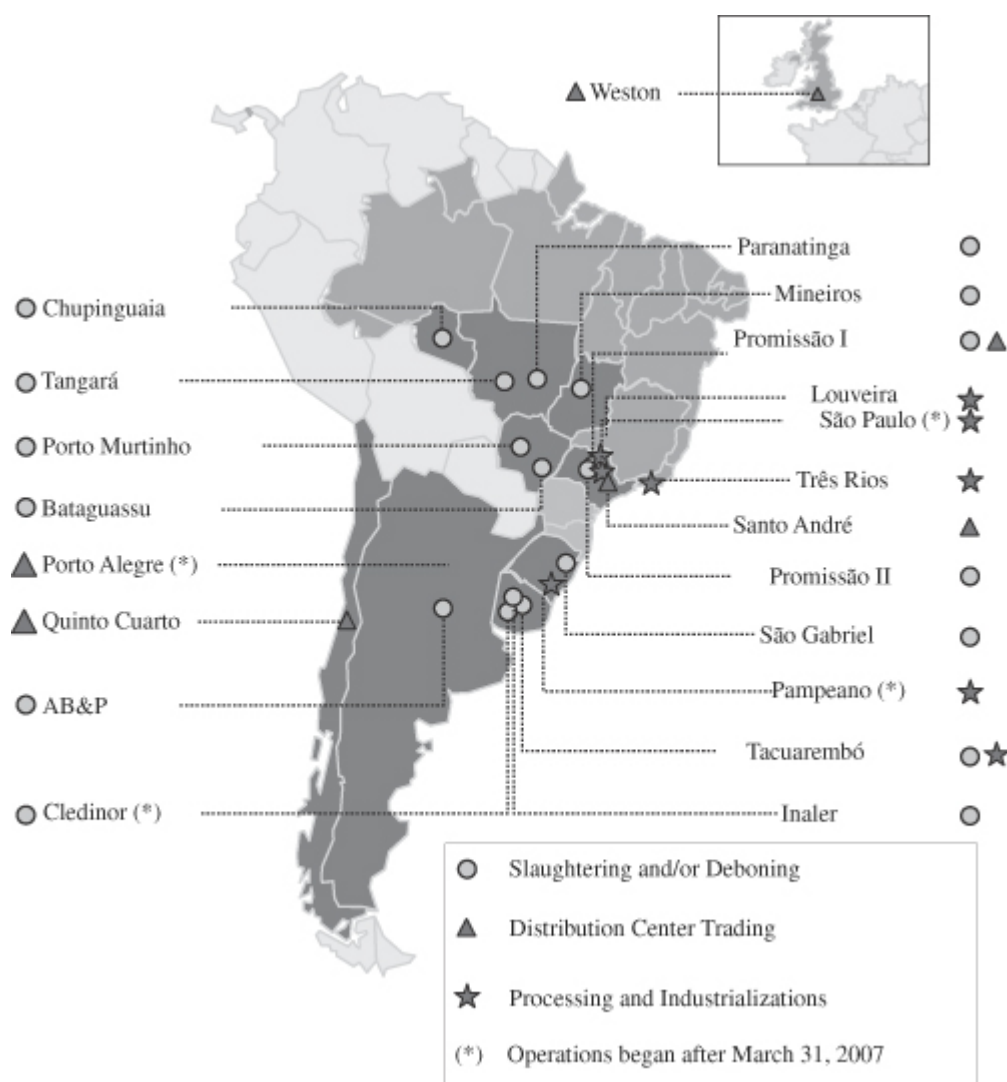 Weston
Paranatinga
Mineiros
Chupinguaia
Promissão I
Tangará
Louveira
São Paulo (*)
Porto Murtinho
Três Rios
Bataguassu
Santo André
Porto Alegre (*)
Promissão II
Quinto Cuarto
São Gabriel
AB&P
Pampeano (*)
Tacuarembó
Cledinor (*)
Inaler
Slaughtering and/or Deboning
Distribution Center Trading
Processing and Industrializations
(*) Operations began after March 31, 2007